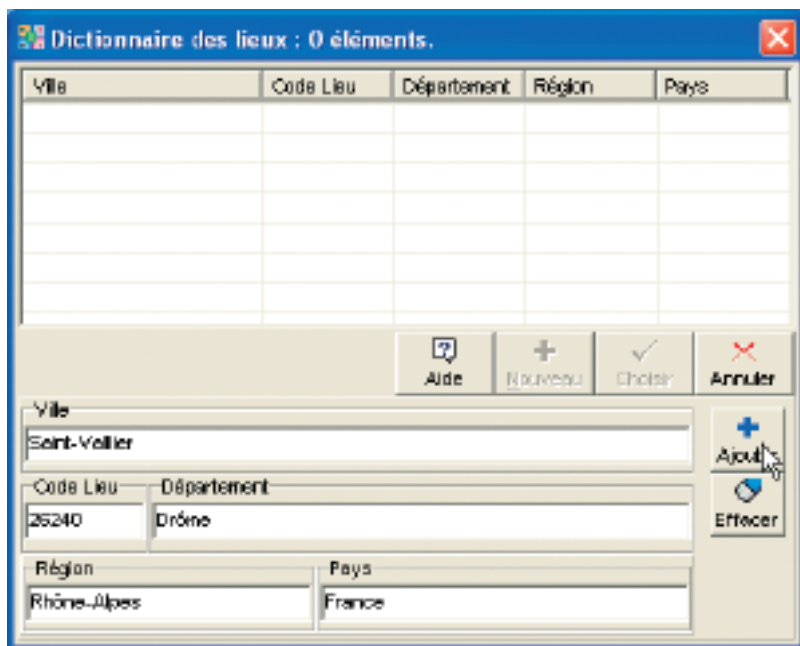 Dictionnaire des lieux : 0 éléments.
Ville Code Lieu Département Région Pays
Aide Nouveau Choisir Annuler
Ville
Saint-Vallier
Ajout
Code Lieu Département
26240 Drôme
Effacer
Région Pays
Rhône-Alpes France